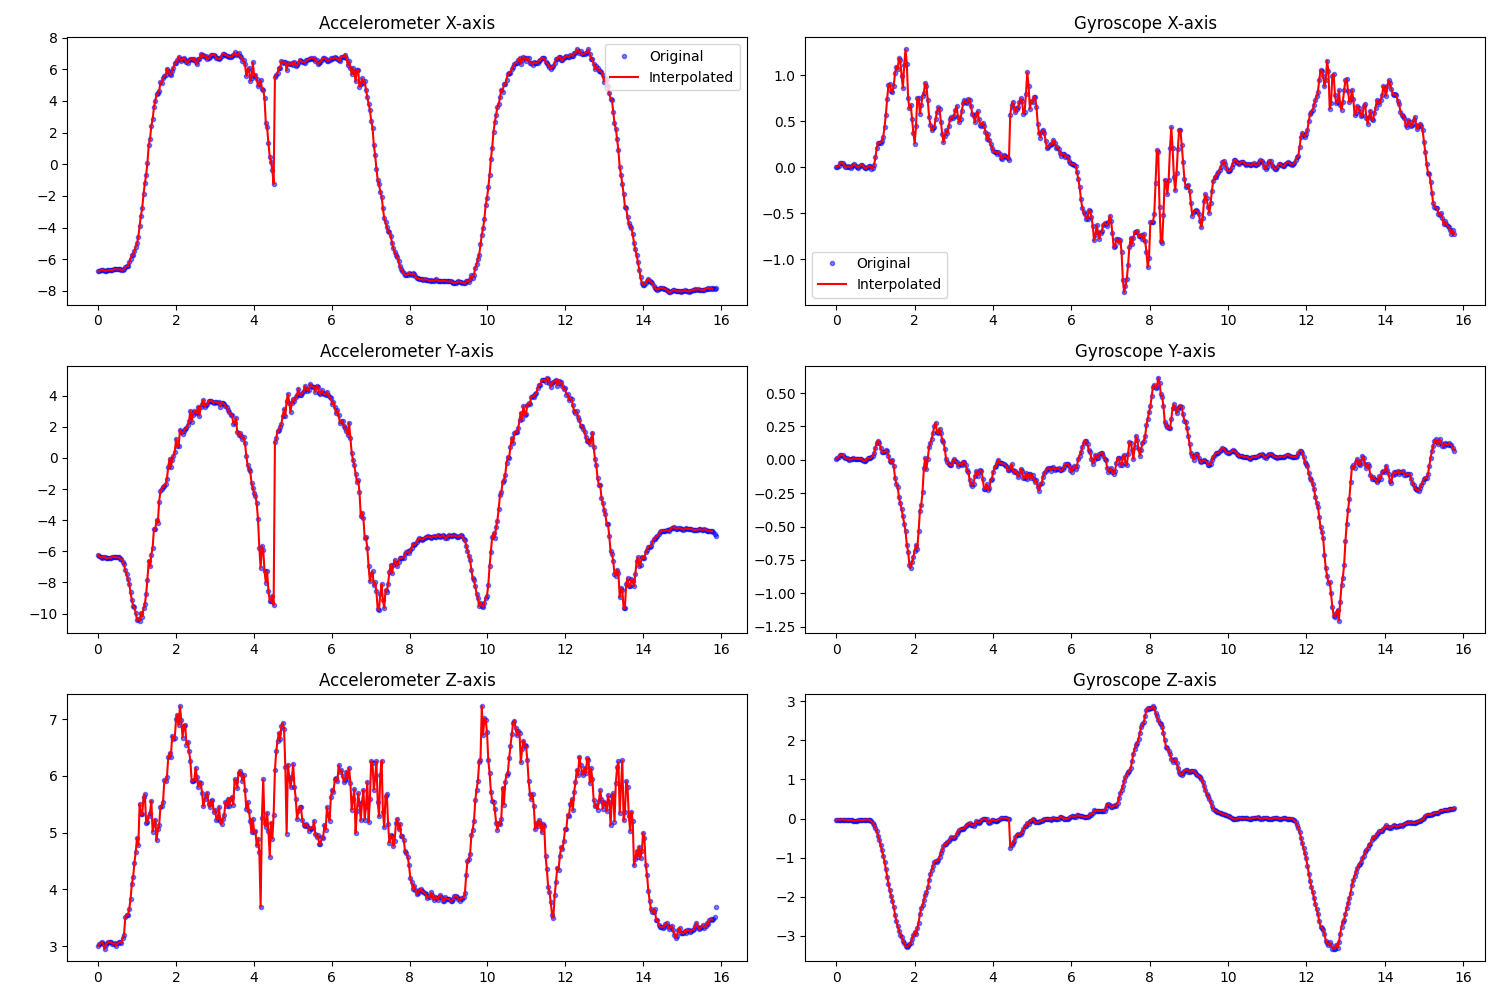 Accelerometer X-axis
8
6
4
2
0
−2
−4
−6
−8
Original
Interpolated
0 2 4 6 8 10 12 14 16
Gyroscope X-axis
1.0
0.5
0.0
−0.5
−1.0
Original
Interpolated
0 2 4 6 8 10 12 14 16
Accelerometer Y-axis
4
2
0
−2
−4
−6
−8
−10
0 2 4 6 8 10 12 14 16
Gyroscope Y-axis
0.50
0.25
0.00
−0.25
−0.50
−0.75
−1.00
−1.25
0 2 4 6 8 10 12 14 16
Accelerometer Z-axis
7
6
5
4
3
0 2 4 6 8 10 12 14 16
Gyroscope Z-axis
3
2
1
0
−1
−2
−3
0 2 4 6 8 10 12 14 16